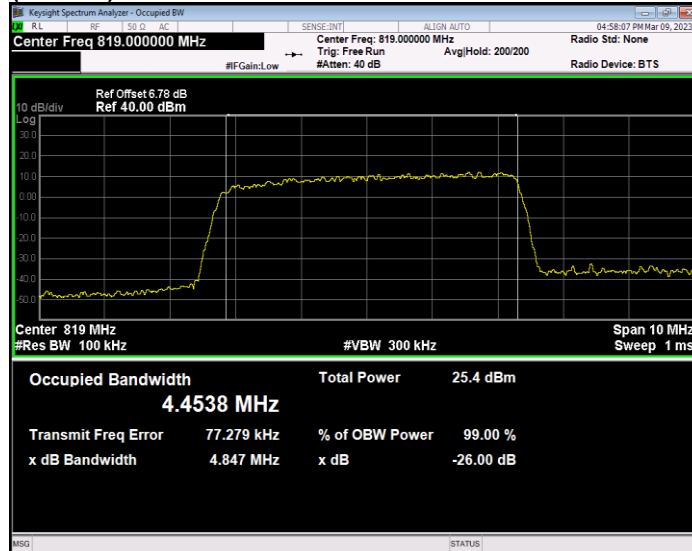 Keysight Spectrum Analyzer - Occupied BW
RL RF 50 Ω AC SENSE:INT ALIGN AUTO 04:58:07 PM Mar 09, 2023
Center Freq 819.000000 MHz
Center Freq: 819.000000 MHz
Radio Std: None
Trig: Free Run Avg|Hold: 200/200
#IFGain:Low #Atten: 40 dB Radio Device: BTS
Ref Offset 6.78 dB
10 dB/div Ref 40.00 dBm
Log
30.0
20.0
10.0
0.00
-10.0
-20.0
-30.0
-40.0
-50.0
Center 819 MHz Span 10 MHz
#Res BW 100 kHz #VBW 300 kHz Sweep 1 ms
Occupied Bandwidth Total Power 25.4 dBm
4.4538 MHz
Transmit Freq Error 77.279 kHz % of OBW Power 99.00 %
x dB Bandwidth 4.847 MHz x dB -26.00 dB
MSG STATUS